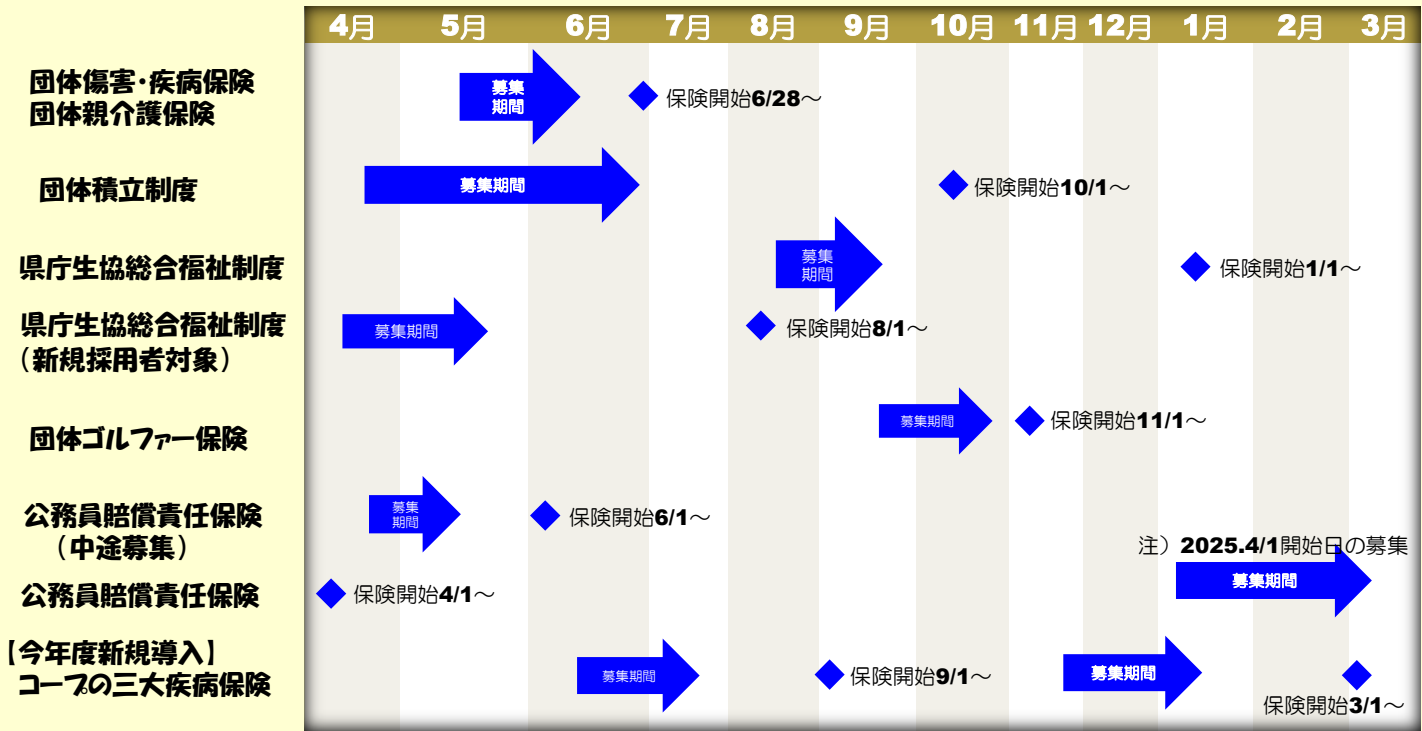 4月 5月 6月 7月 8月 9月 10月 11月 12月 1月 2月 3月
団体傷害・疾病保険
団体親介護保険
募集
期間
保険開始6/28～
団体積立制度
募集期間
保険開始10/1～
県庁生協総合福祉制度
募集
期間
保険開始1/1～
県庁生協総合福祉制度
（新規採用者対象）
募集期間
保険開始8/1～
団体ゴルファー保険
募集期間
保険開始11/1～
公務員賠償責任保険
（中途募集）
募集
期間
保険開始6/1～
注）2025.4/1開始日の募集
公務員賠償責任保険
保険開始4/1～
募集期間
【今年度新規導入】
コープの三大疾病保険
募集期間
保険開始9/1～
募集期間
保険開始3/1～